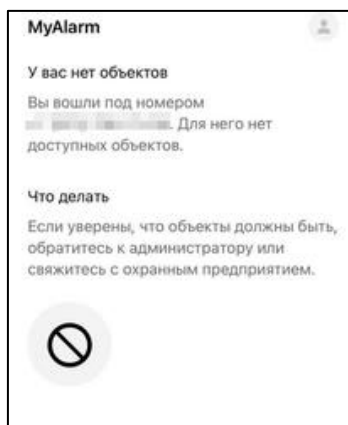 MyAlarm
У вас нет объектов
Вы вошли под номером
. Для него нет
доступных объектов.
Что делать
Если уверены, что объекты должны быть,
обратитесь к администратору или
свяжитесь с охранным предприятием.